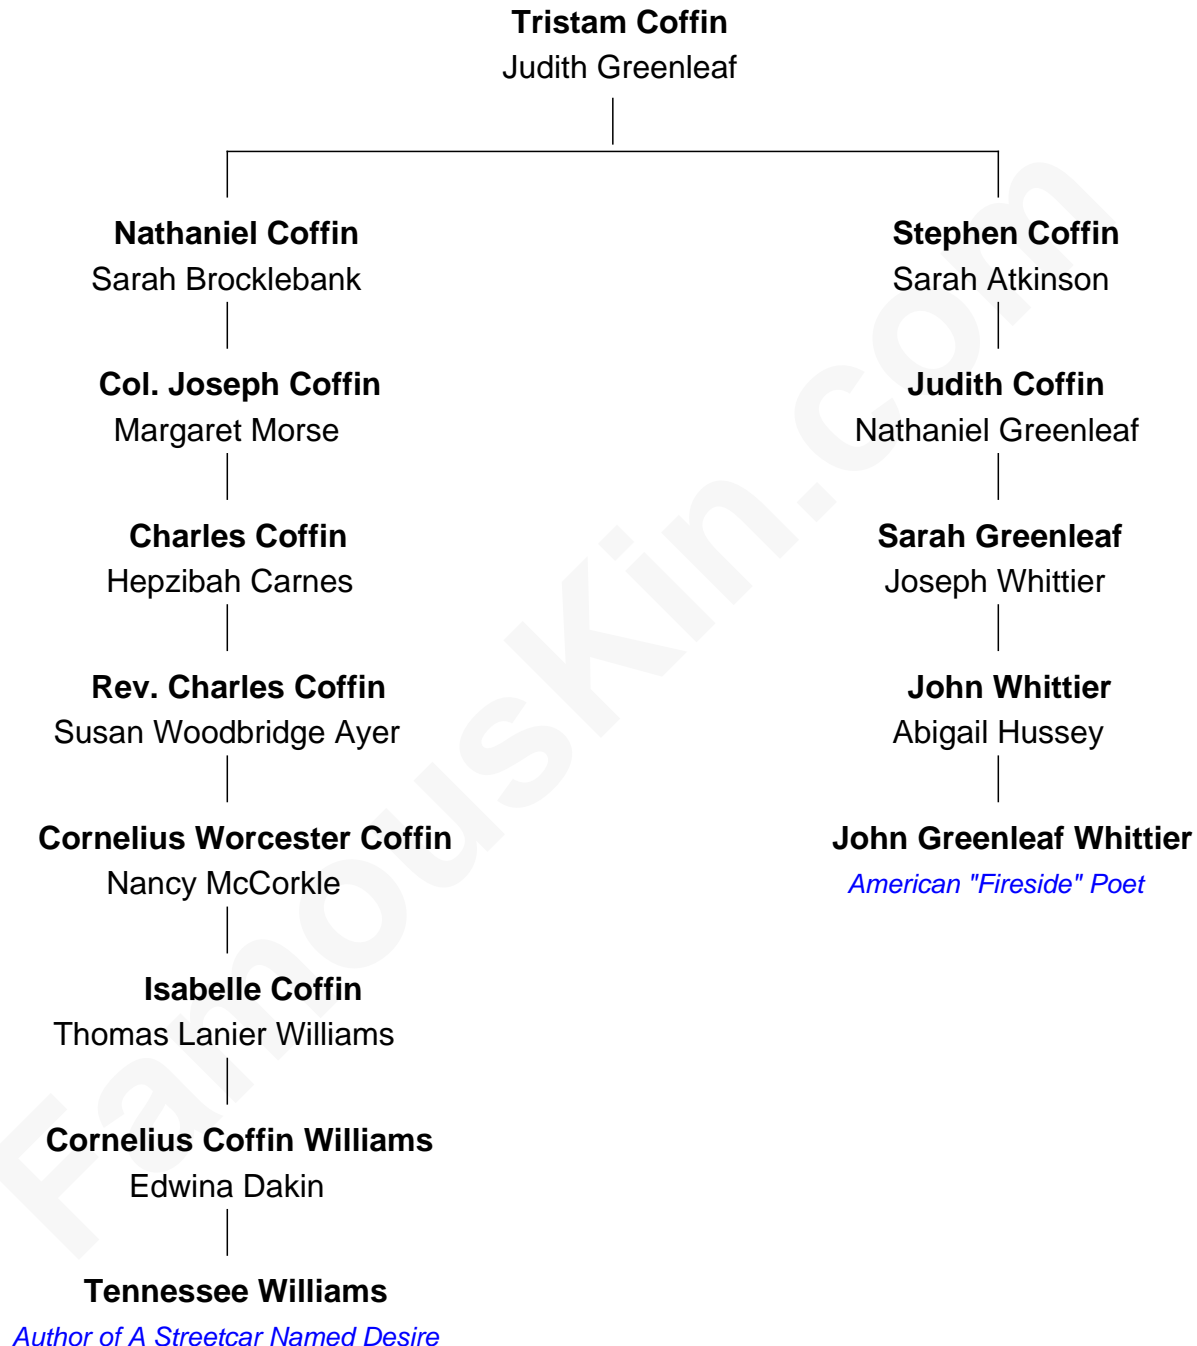 Tristam Coffin
Judith Greenleaf
Nathaniel Coffin
Sarah Brocklebank
Stephen Coffin
Sarah Atkinson
Col. Joseph Coffin
Margaret Morse
Judith Coffin
Nathaniel Greenleaf
Charles Coffin
Hepzibah Carnes
Sarah Greenleaf
Joseph Whittier
Rev. Charles Coffin
Susan Woodbridge Ayer
John Whittier
Abigail Hussey
Cornelius Worcester Coffin
Nancy McCorkle
John Greenleaf Whittier
American "Fireside" Poet
Isabelle Coffin
Thomas Lanier Williams
Cornelius Coffin Williams
Edwina Dakin
Tennessee Williams
Author of A Streetcar Named Desire
FamousKin.com